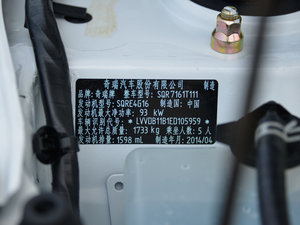 奇瑞汽车股份有限公司 制造
品牌:奇瑞牌 整车型号:SQR7161T111
发动机型号:SQRE4G16 制造国:中国
发动机最大净功率:93 kW
车辆识别代号:*LVVDB11B1ED105959*
最大允许总质量:1733 kg 乘座人数:5人
发动机排量:1598 mL 制造年月:2014/04